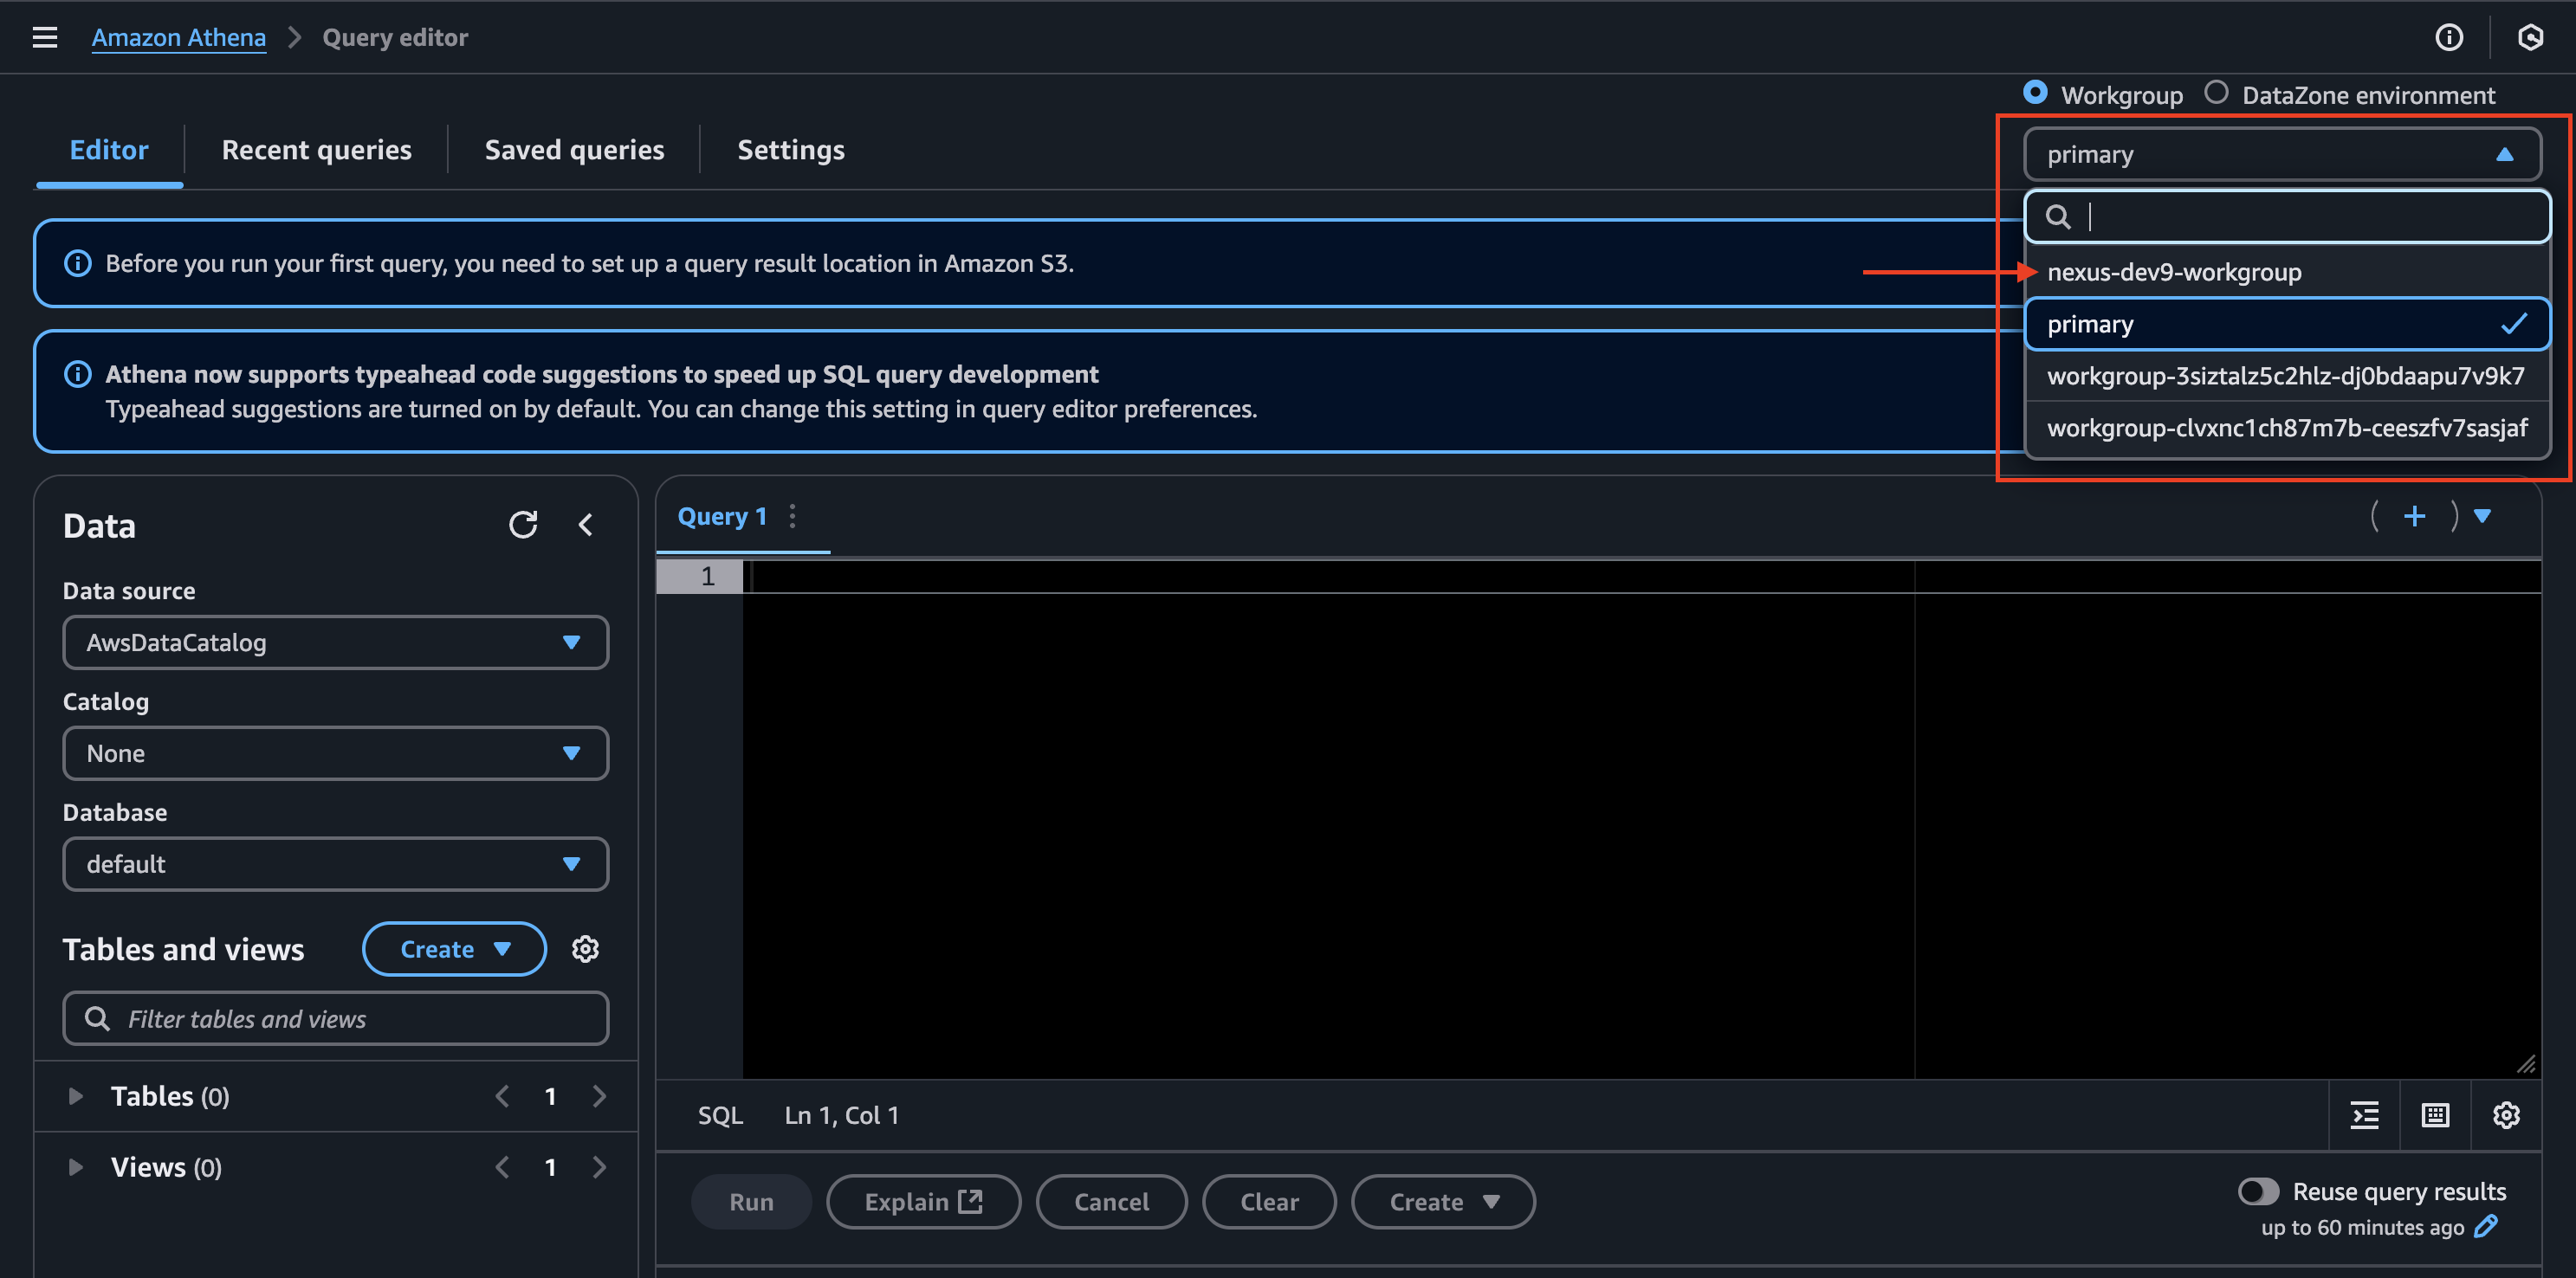 Amazon Athena
Query editor
Workgroup
DataZone environment
Editor
Recent queries
Saved queries
Settings
primary
Before you run your first query, you need to set up a query result location in Amazon S3.
nexus-dev9-workgroup
primary
Athena now supports typeahead code suggestions to speed up SQL query development
Typeahead suggestions are turned on by default. You can change this setting in query editor preferences.
workgroup-3siztalz5c2hlz-dj0bdaapu7v9k7
workgroup-clvxnc1ch87m7b-ceeszfv7sasjaf
Data
Data source
AwsDataCatalog
Catalog
None
Database
default
Tables and views
Create
Filter tables and views
Tables (0)
1
Views (0)
1
Query 1
( + )
1
SQL
Ln 1, Col 1
Run
Explain
Cancel
Clear
Create
Reuse query results
up to 60 minutes ago